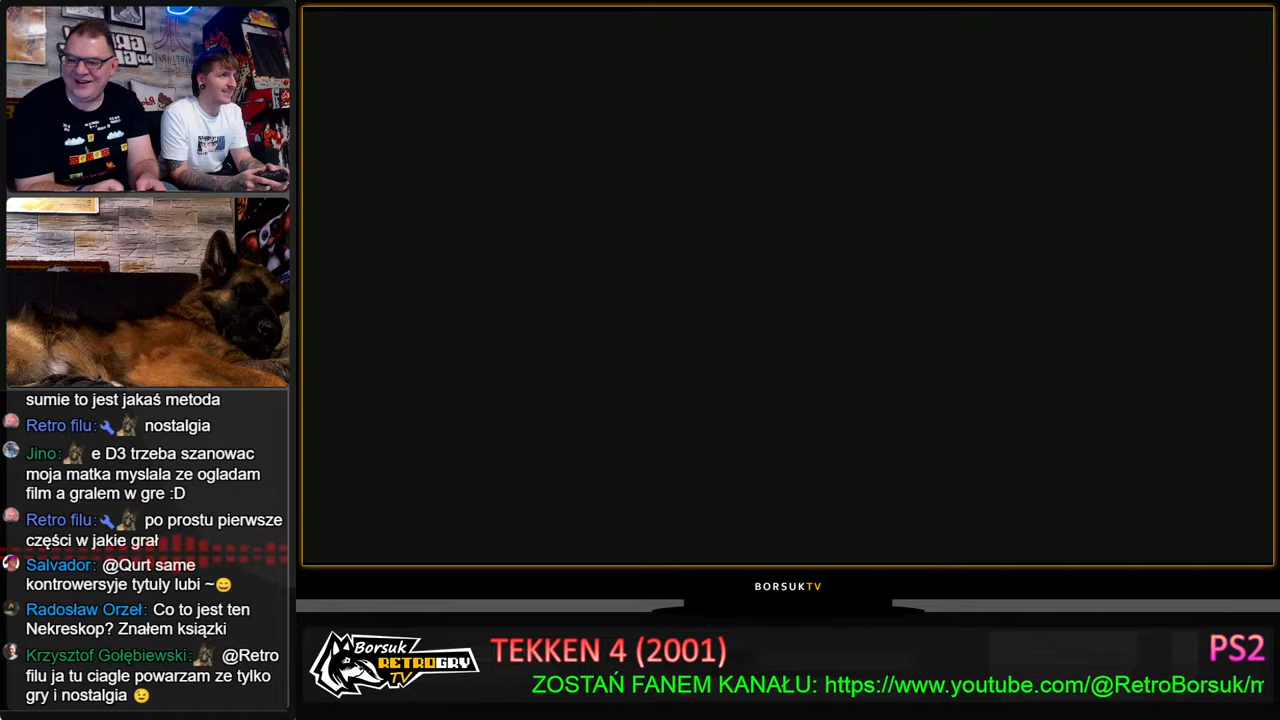 sumie to jest jakaś metoda
Retro filu: nostalgia
Jino: e D3 trzeba szanowac
moja matka myslala ze ogladam
film a gralem w gre :D
Retro filu: po prostu pierwsze
części w jakie grał
Salvador: @Qurt same
kontrowersyje tytuly lubi ~😄
Radosław Orzeł: Co to jest ten
Nekreskop? Znałem książki
Krzysztof Gołębiewski: @Retro
filu ja tu ciagle powarzam ze tylko
gry i nostalgia 😉
BORSUKTV
Borsuk
RETROGRY
TV
TEKKEN 4 (2001)
PS2
ZOSTAŃ FANEM KANAŁU: https://www.youtube.com/@RetroBorsuk/m